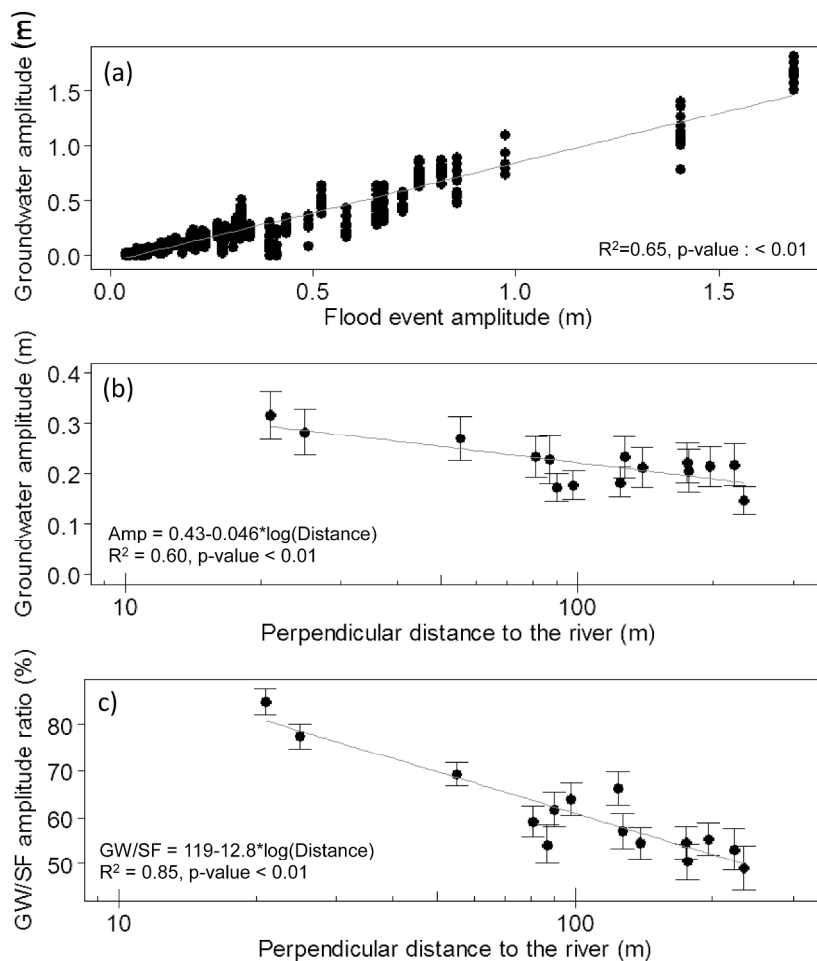 (a)
Groundwater amplitude (m)
1.5
1.0
0.5
0.0
R²=0.65, p-value : < 0.01
0.0 0.5 1.0 1.5
Flood event amplitude (m)
(b)
Groundwater amplitude (m)
0.4
0.3
0.2
0.1
0.0
Amp = 0.43-0.046*log(Distance)
R² = 0.60, p-value < 0.01
10 100
Perpendicular distance to the river (m)
c)
GW/SF amplitude ratio (%)
80
70
60
50
GW/SF = 119-12.8*log(Distance)
R² = 0.85, p-value < 0.01
10 100
Perpendicular distance to the river (m)